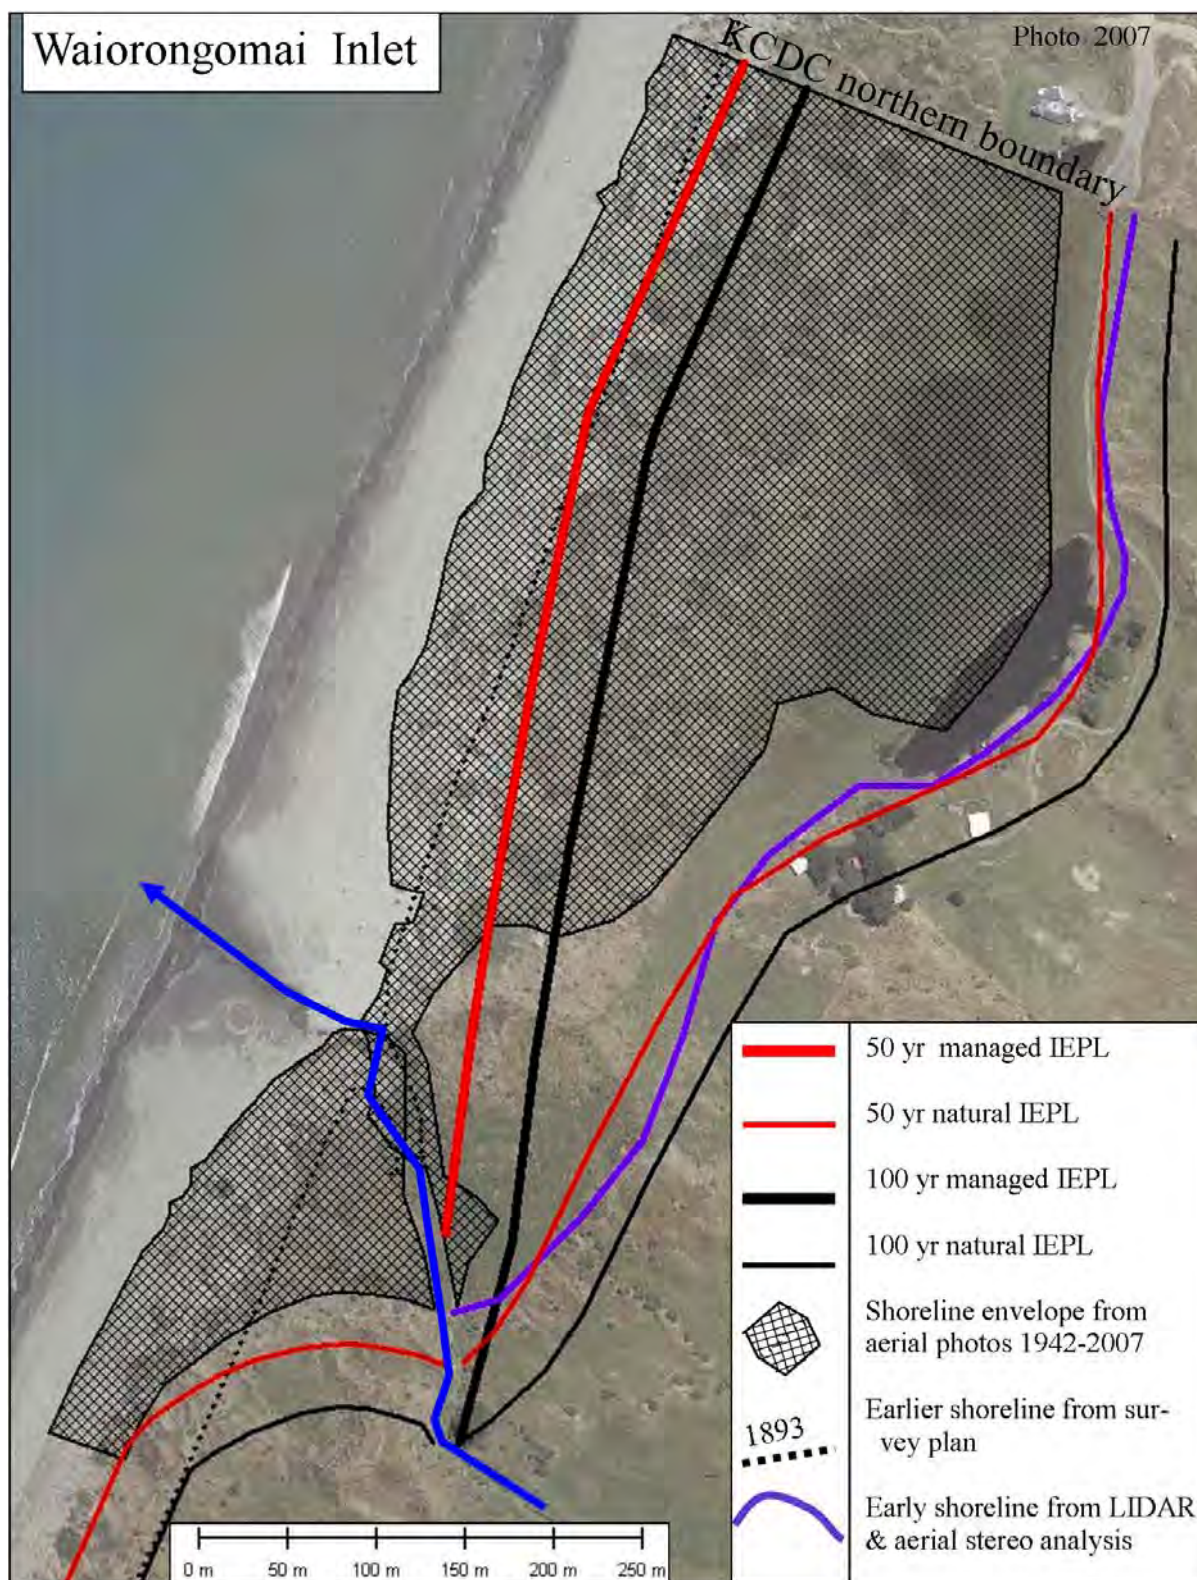 Waiorongomai Inlet
Photo 2007
KCDC northern boundary
50 yr managed IEPL
50 yr natural IEPL
100 yr managed IEPL
100 yr natural IEPL
Shoreline envelope from
aerial photos 1942-2007
1893
Earlier shoreline from sur-
vey plan
Early shoreline from LIDAR
& aerial stereo analysis
0 m 50 m 100 m 150 m 200 m 250 m